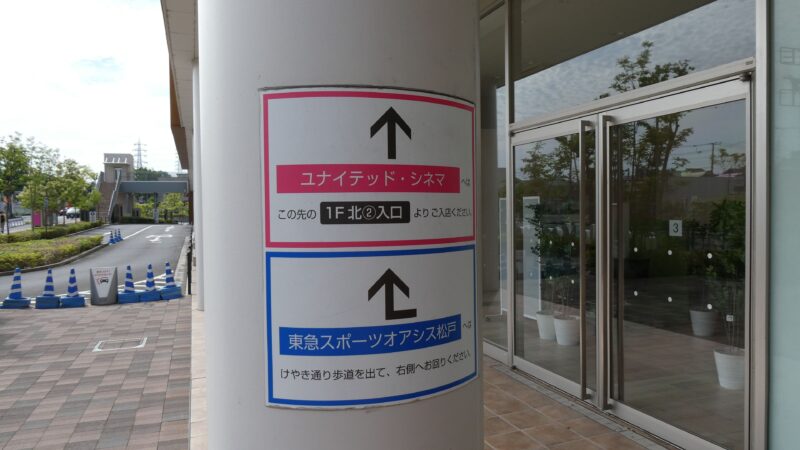 ユナイテッド・シネマ へは
この先の 1F 北②入口 よりご入店ください。
東急スポーツオアシス松戸 へは
けやき通り歩道を出て、右側へお回りください。
3